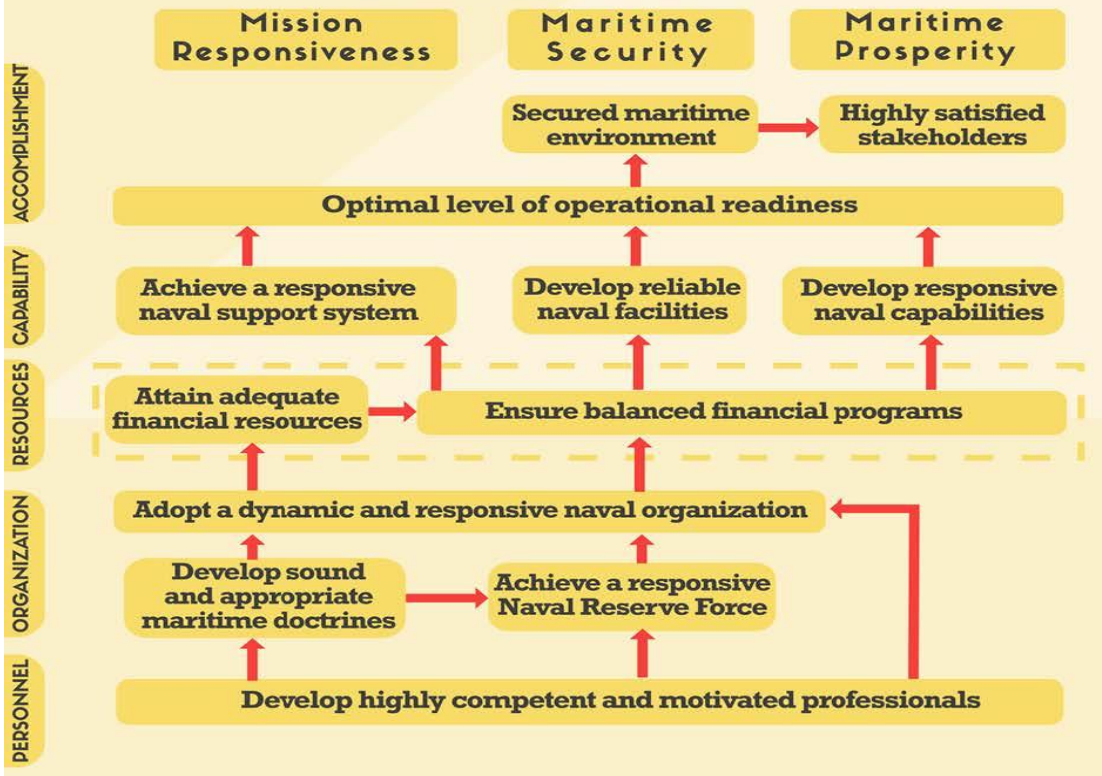 Mission
Responsiveness
Maritime
Security
Maritime
Prosperity
ACCOMPLISHMENT
Secured maritime
environment
Highly satisfied
stakeholders
Optimal level of operational readiness
CAPABILITY
Achieve a responsive
naval support system
Develop reliable
naval facilities
Develop responsive
naval capabilities
RESOURCES
Attain adequate
financial resources
Ensure balanced financial programs
ORGANIZATION
Adopt a dynamic and responsive naval organization
Develop sound
and appropriate
maritime doctrines
Achieve a responsive
Naval Reserve Force
PERSONNEL
Develop highly competent and motivated professionals